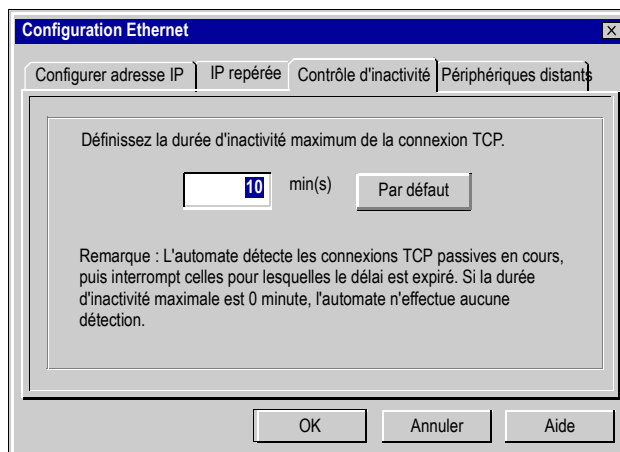 Configuration Ethernet
Configurer adresse IP
IP repérée
Contrôle d'inactivité
Périphériques distants
Définissez la durée d'inactivité maximum de la connexion TCP.
10 min(s) Par défaut
Remarque : L'automate détecte les connexions TCP passives en cours,
puis interrompt celles pour lesquelles le délai est expiré. Si la durée
d'inactivité maximale est 0 minute, l'automate n'effectue aucune
détection.
OK Annuler Aide